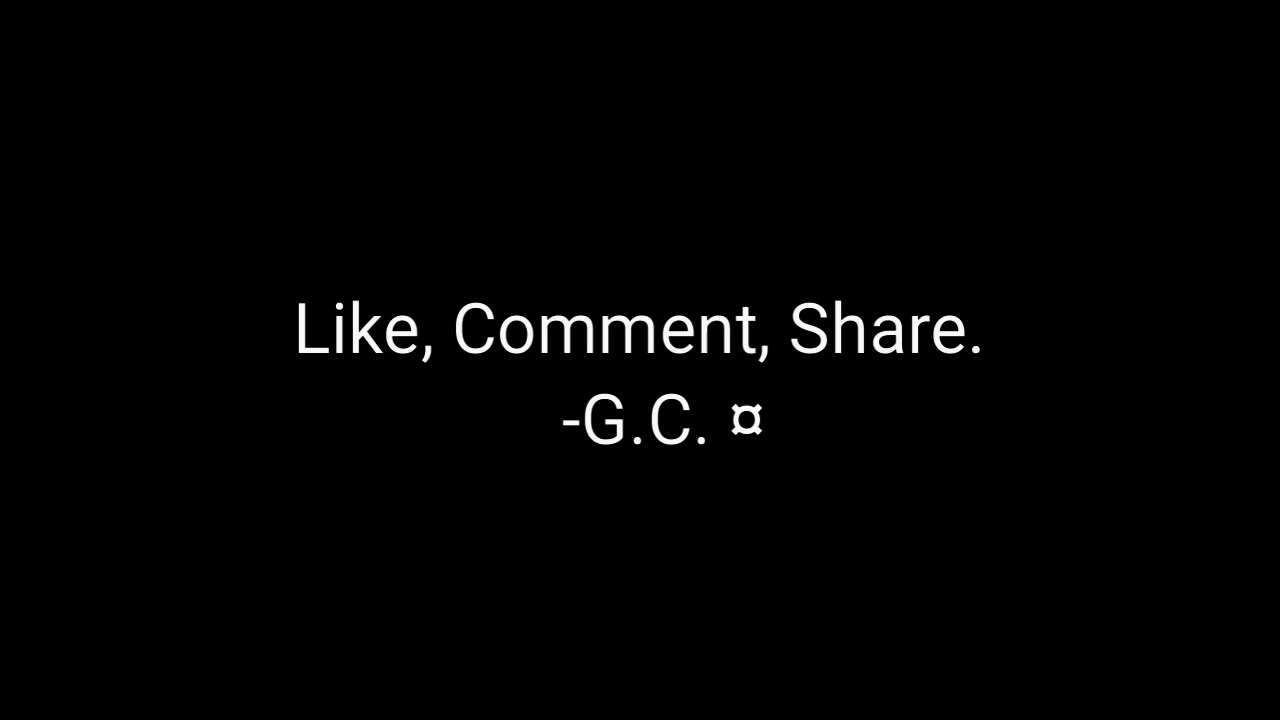 Like, Comment, Share.
-G.C. ¤